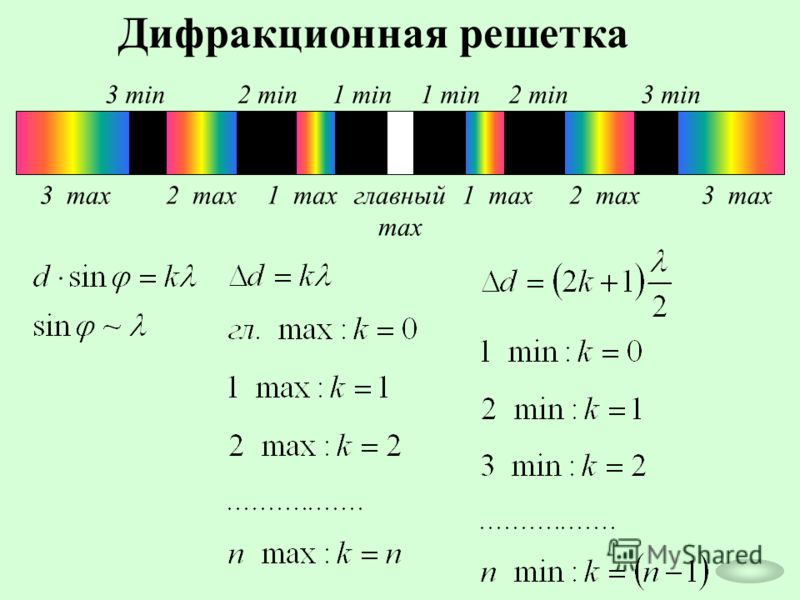 Дифракционная решетка
3 min 2 min 1 min 1 min 2 min 3 min
3 max 2 max 1 max главный max 1 max 2 max 3 max
d · sin φ = kλ
sin φ ~ λ
Δd = kλ
гл. max : k = 0
1 max : k = 1
2 max : k = 2
.................
n max : k = n
Δd = (2k + 1) λ/2
1 min : k = 0
2 min : k = 1
3 min : k = 2
.................
n min : k = (n − 1)
MyShared